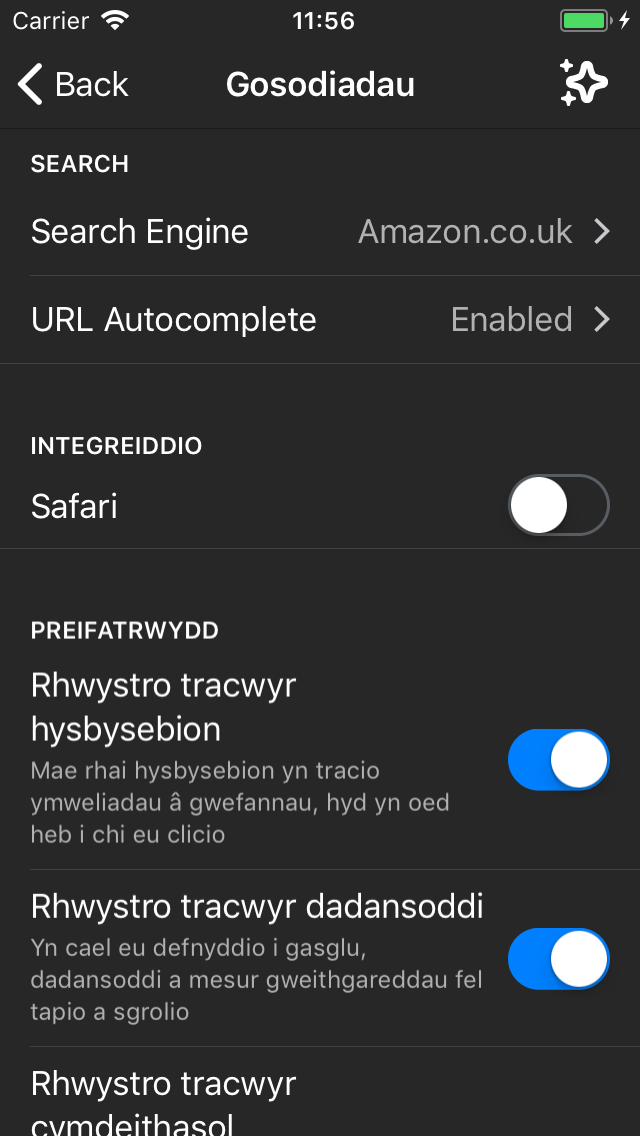 Carrier 11:56
Back Gosodiadau
SEARCH
Search Engine Amazon.co.uk
URL Autocomplete Enabled
INTEGREIDDIO
Safari
PREIFATRWYDD
Rhwystro tracwyr
hysbysebion
Mae rhai hysbysebion yn tracio
ymweliadau â gwefannau, hyd yn oed
heb i chi eu clicio
Rhwystro tracwyr dadansoddi
Yn cael eu defnyddio i gasglu,
dadansoddi a mesur gweithgareddau fel
tapio a sgrolio
Rhwystro tracwyr
cymdeithasol